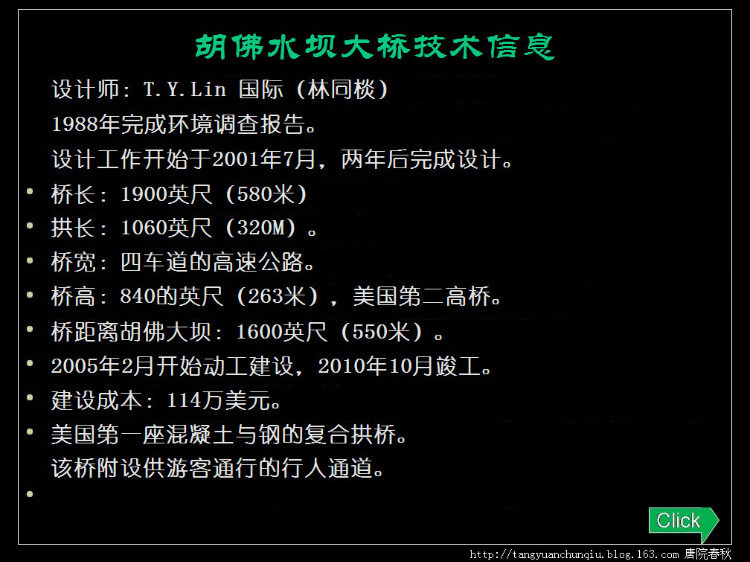 胡佛水坝大桥技术信息
设计师：T.Y.Lin 国际（林同棪）
1988年完成环境调查报告。
设计工作开始于2001年7月，两年后完成设计。
桥长：1900英尺（580米）
拱长：1060英尺（320M）。
桥宽：四车道的高速公路。
桥高：840的英尺（263米），美国第二高桥。
桥距离胡佛大坝：1600英尺（550米）。
2005年2月开始动工建设，2010年10月竣工。
建设成本：114万美元。
美国第一座混凝土与钢的复合拱桥。
该桥附设供游客通行的行人通道。
Click
http://tangyuanchunqiu.blog.163.com 唐院春秋